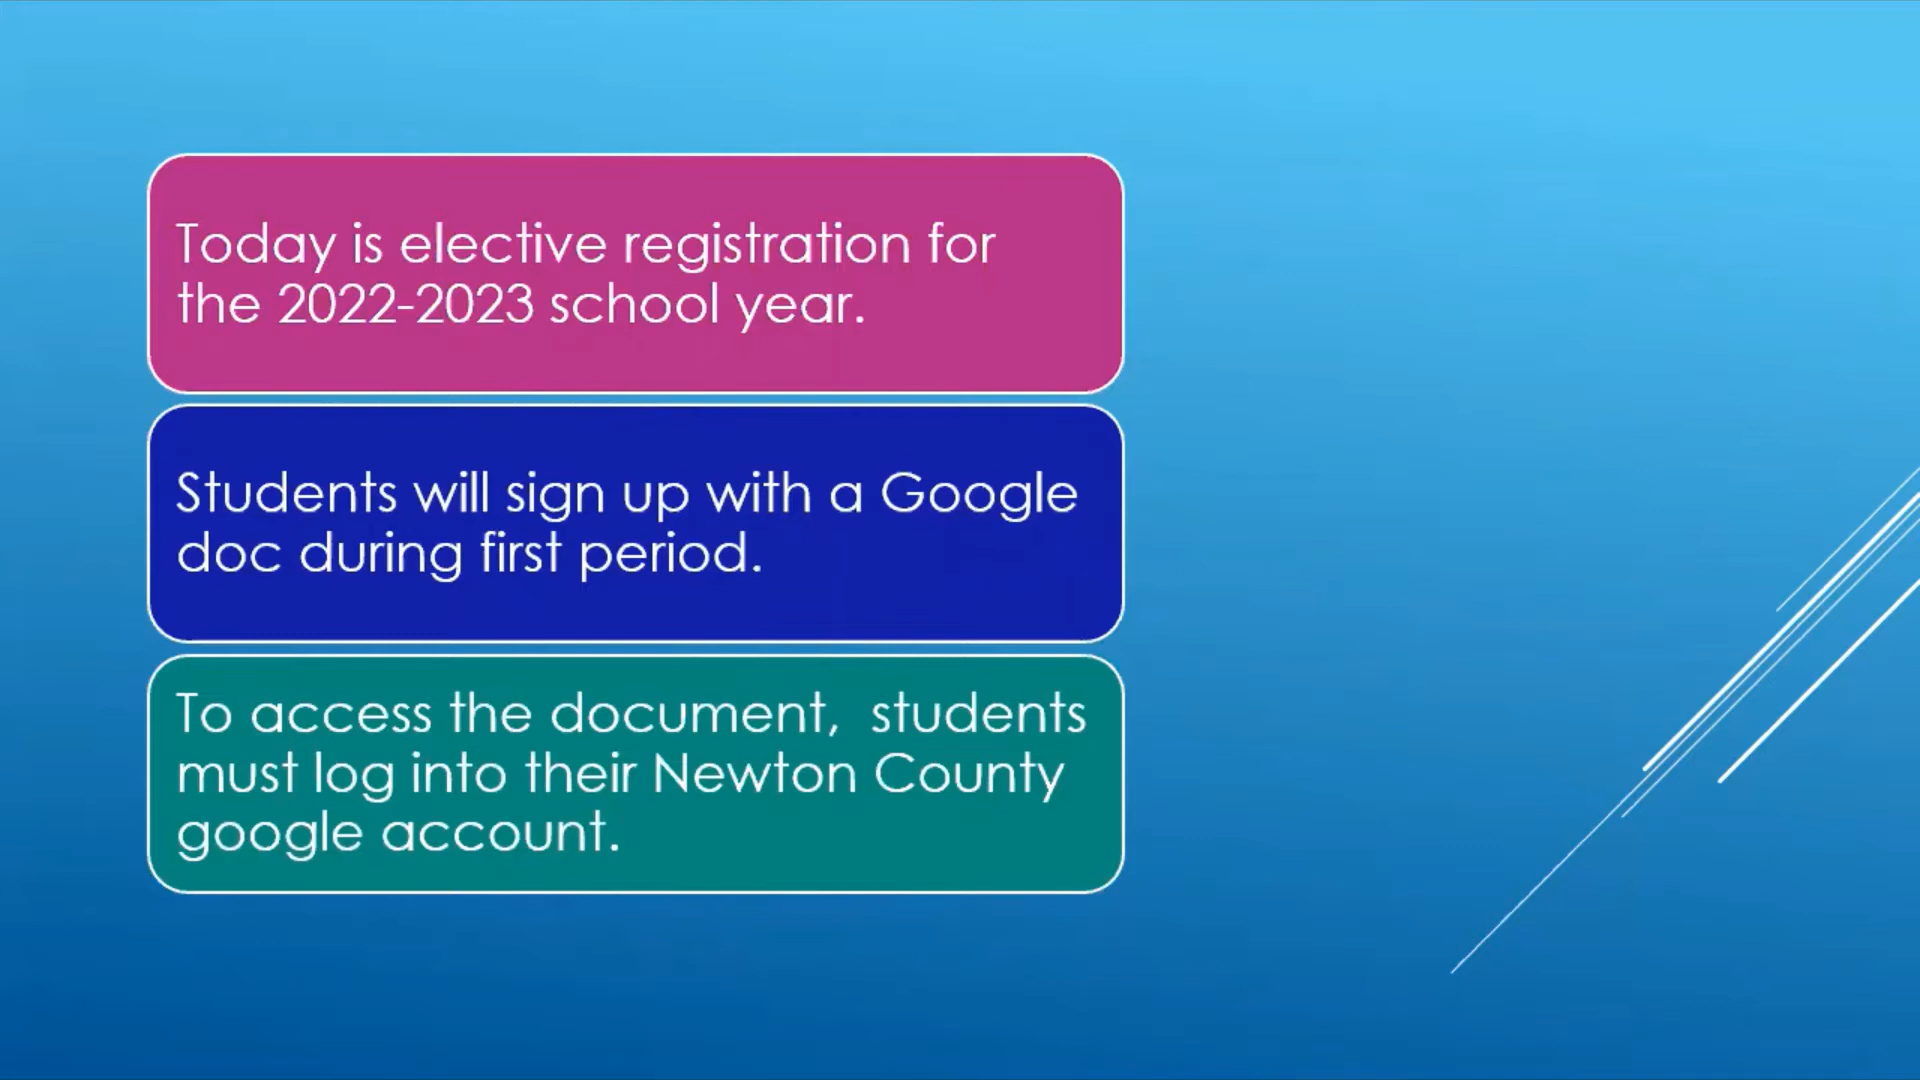 Today is elective registration for
the 2022-2023 school year.
Students will sign up with a Google
doc during first period.
To access the document,  students
must log into their Newton County
google account.